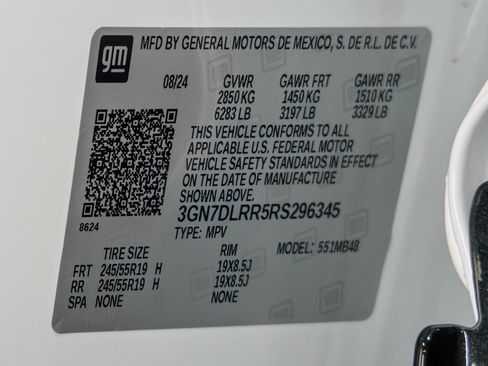 gm
MFD BY GENERAL MOTORS DE MEXICO, S. DE R.L. DE C.V.
08/24 GVWR GAWR FRT GAWR RR
2850 KG 1450 KG 1510 KG
6283 LB 3197 LB 3329 LB
THIS VEHICLE CONFORMS TO ALL
APPLICABLE U.S. FEDERAL MOTOR
VEHICLE SAFETY STANDARDS IN EFFECT
ON THE DATE OF MANUFACTURE
SHOWN ABOVE.
8624
3GN7DLRR5RS296345
TYPE: MPV MODEL: 551MB48
TIRE SIZE RIM
FRT 245/55R19 H 19X8.5J
RR 245/55R19 H 19X8.5J
SPA NONE NONE